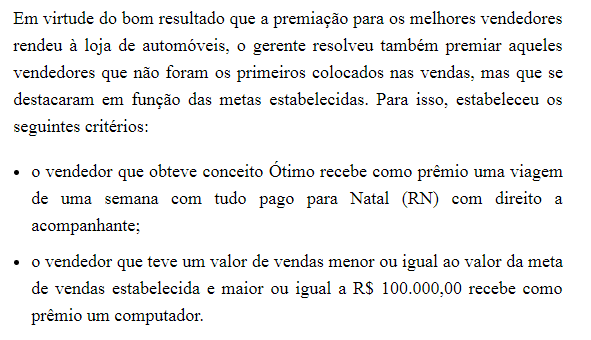 Em virtude do bom resultado que a premiação para os melhores vendedores
rendeu à loja de automóveis, o gerente resolveu também premiar aqueles
vendedores que não foram os primeiros colocados nas vendas, mas que se
destacaram em função das metas estabelecidas. Para isso, estabeleceu os
seguintes critérios:
• o vendedor que obteve conceito Ótimo recebe como prêmio uma viagem
de uma semana com tudo pago para Natal (RN) com direito a
acompanhante;
• o vendedor que teve um valor de vendas menor ou igual ao valor da meta
de vendas estabelecida e maior ou igual a R$ 100.000,00 recebe como
prêmio um computador.